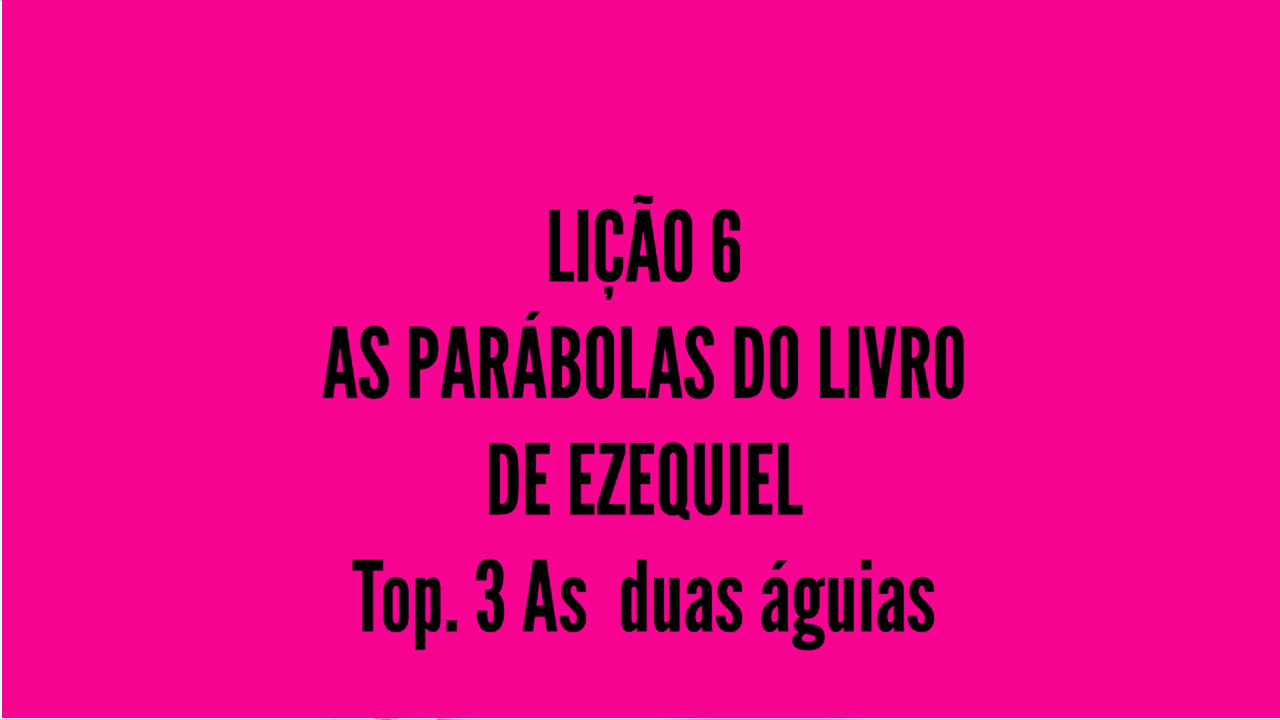 LIÇÃO 6
AS PARÁBOLAS DO LIVRO
DE EZEQUIEL
Top. 3 As  duas águias